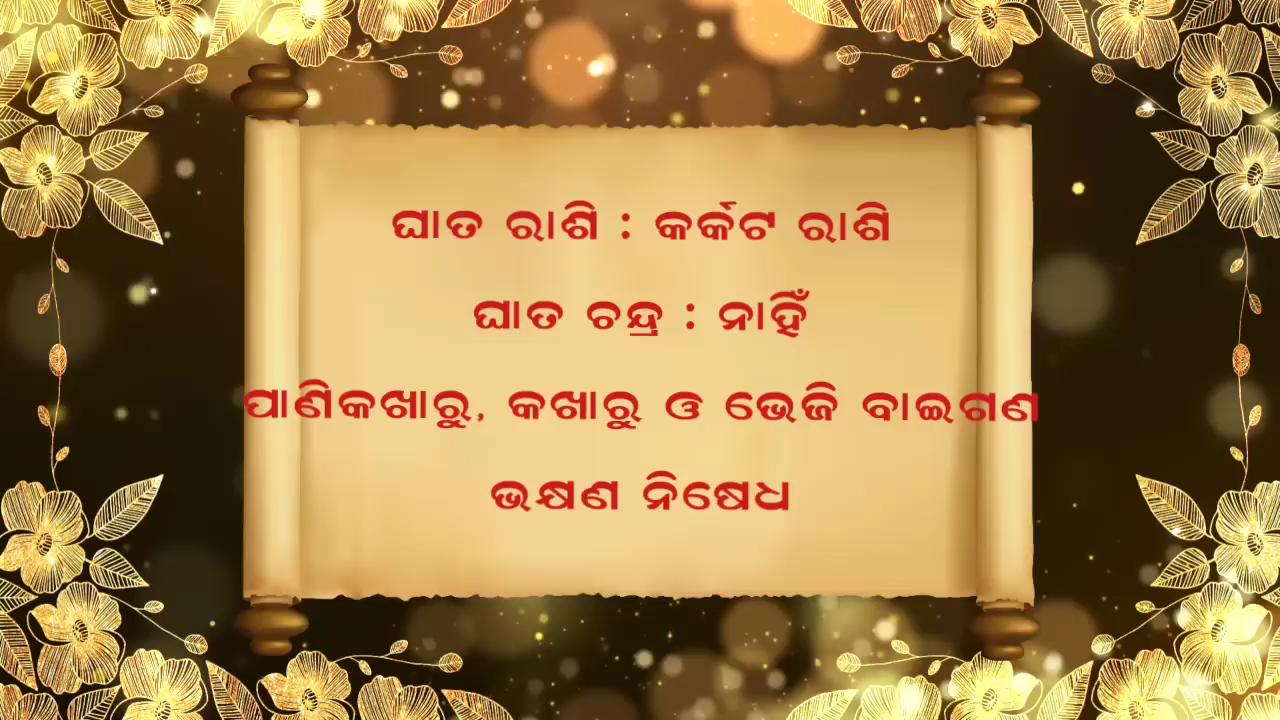 ଘାତ ରାଶି : କର୍କଟ ରାଶି
ଘାତ ଚନ୍ଦ୍ର : ନାହିଁ
ପାଣିକଖାରୁ, କଖାରୁ ଓ ଭେଜି ବାଇଗଣ
ଭକ୍ଷଣ ନିଷେଧ